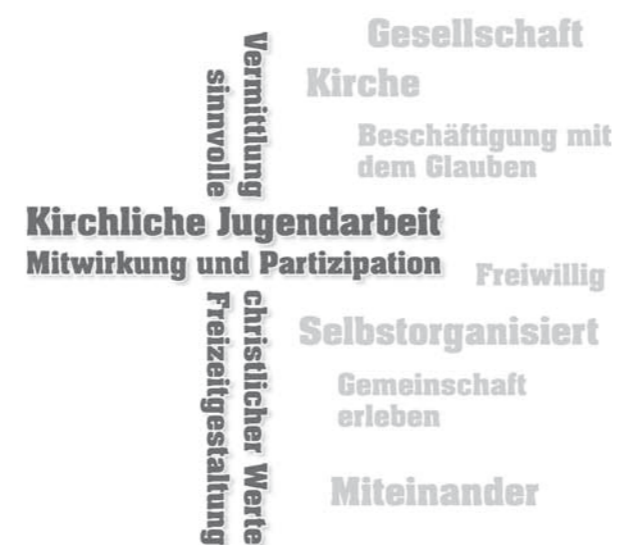 Gesellschaft
Kirche
Beschäftigung mit
dem Glauben
Vermittlung
sinnvolle
Kirchliche Jugendarbeit
Mitwirkung und Partizipation
Freiwillig
christlicher Werte
Freizeitgestaltung
Selbstorganisiert
Gemeinschaft
erleben
Miteinander